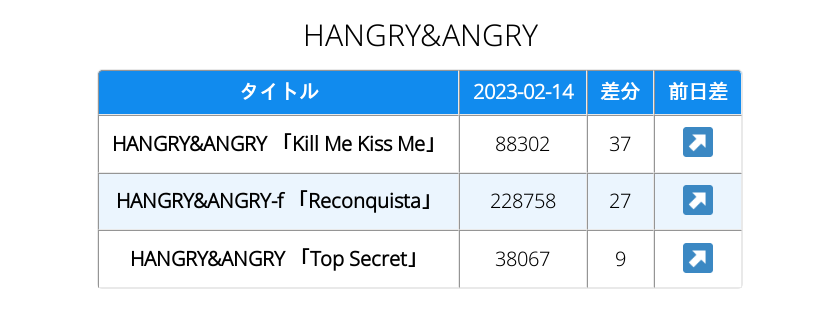 HANGRY&ANGRY
タイトル 2023-02-14 差分 前日差
HANGRY&ANGRY 「Kill Me Kiss Me」 88302 37 ↗
HANGRY&ANGRY-f 「Reconquista」 228758 27 ↗
HANGRY&ANGRY 「Top Secret」 38067 9 ↗